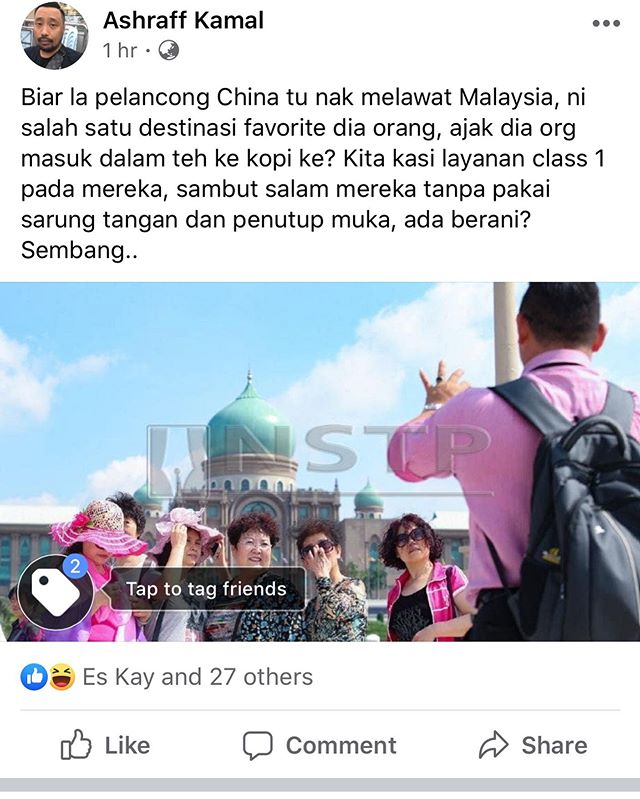 Ashraff Kamal
1 hr ·
Biar la pelancong China tu nak melawat Malaysia, ni
salah satu destinasi favorite dia orang, ajak dia org
masuk dalam teh ke kopi ke? Kita kasi layanan class 1
pada mereka, sambut salam mereka tanpa pakai
sarung tangan dan penutup muka, ada berani?
Sembang..
NSTP
2
Tap to tag friends
Es Kay and 27 others
Like
Comment
Share